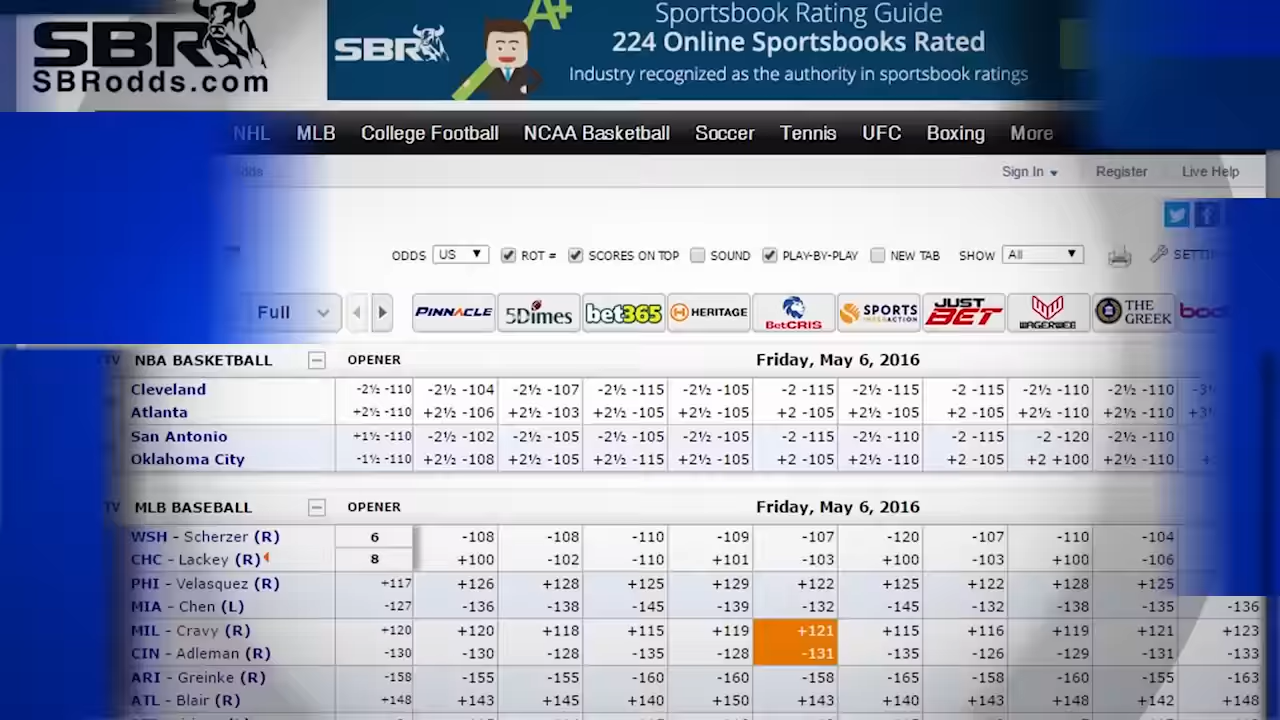 SBR
SBRodds.com
SBR
A+
Sportsbook Rating Guide
224 Online Sportsbooks Rated
Industry recognized as the authority in sportsbook ratings
NHL MLB College Football NCAA Basketball Soccer Tennis UFC Boxing More
Sign In Register Live Help
ODDS US ROT # SCORES ON TOP SOUND PLAY-BY-PLAY NEW TAB SHOW All
Full PINNACLE 5Dimes bet365 HERITAGE BetCRIS SPORTS INTERACTION JUST BET WAGERWEB THE GREEK
NBA BASKETBALL OPENER Friday, May 6, 2016
Cleveland -2½ -110 -2½ -104 -2½ -107 -2½ -115 -2½ -105 -2 -115 -2½ -115 -2 -115 -2½ -110 -2½ -110
Atlanta +2½ -110 +2½ -106 +2½ -103 +2½ -105 +2½ -105 +2 -105 +2½ -105 +2 -105 +2½ -110 +2½ -110
San Antonio +1½ -110 -2½ -102 -2½ -105 -2½ -105 -2½ -105 -2 -115 -2½ -110 -2 -115 -2 -120 -2½ -110
Oklahoma City -1½ -110 +2½ -108 +2½ -105 +2½ -115 +2½ -105 +2 -105 +2½ -110 +2 -105 +2 +100 +2½ -110
TV MLB BASEBALL OPENER Friday, May 6, 2016
WSH - Scherzer (R) 6 -108 -108 -110 -109 -107 -120 -107 -110 -104
CHC - Lackey (R) 8 +100 -102 -110 +101 -103 +100 -103 +100 -106
PHI - Velasquez (R) +117 +126 +128 +125 +129 +122 +125 +122 +128 +125
MIA - Chen (L) -127 -136 -138 -145 -139 -132 -145 -132 -138 -135 -136
MIL - Cravy (R) +120 +120 +118 +115 +119 +121 +115 +116 +119 +121 +123
CIN - Adleman (R) -130 -130 -128 -135 -128 -131 -135 -126 -129 -131 -133
ARI - Greinke (R) -158 -155 -155 -160 -160 -158 -165 -158 -160 -155 -163
ATL - Blair (R) +148 +143 +145 +140 +150 +143 +140 +143 +148 +142 +148